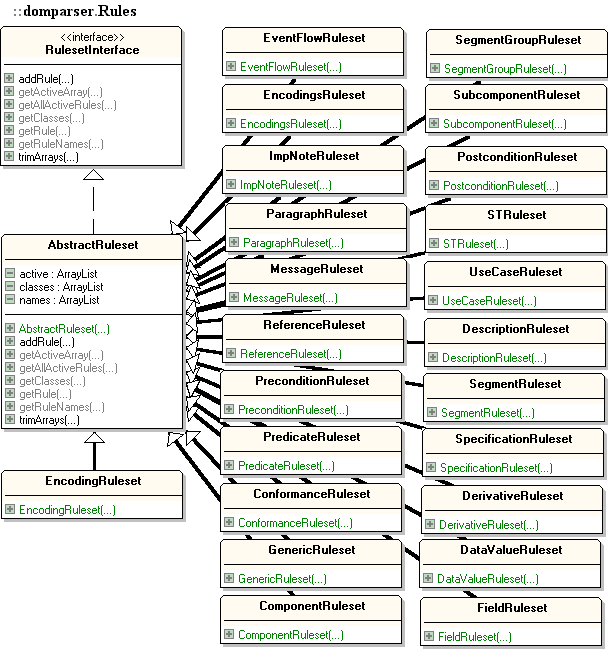 ::domparser.Rules
<<interface>>
RulesetInterface
addRule(...)
getActiveArray(...)
getAllActiveRules(...)
getClasses(...)
getRule(...)
getRuleNames(...)
trimArrays(...)
AbstractRuleset
active : ArrayList
classes : ArrayList
names : ArrayList
AbstractRuleset(...)
addRule(...)
getActiveArray(...)
getAllActiveRules(...)
getClasses(...)
getRule(...)
getRuleNames(...)
trimArrays(...)
EncodingRuleset
EncodingRuleset(...)
EventFlowRuleset
EventFlowRuleset(...)
EncodingsRuleset
EncodingsRuleset(...)
ImpNoteRuleset
ImpNoteRuleset(...)
ParagraphRuleset
ParagraphRuleset(...)
MessageRuleset
MessageRuleset(...)
ReferenceRuleset
ReferenceRuleset(...)
PreconditionRuleset
PreconditionRuleset(...)
PredicateRuleset
PredicateRuleset(...)
ConformanceRuleset
ConformanceRuleset(...)
GenericRuleset
GenericRuleset(...)
ComponentRuleset
ComponentRuleset(...)
SegmentGroupRuleset
SegmentGroupRuleset(...)
SubcomponentRuleset
SubcomponentRuleset(...)
PostconditionRuleset
PostconditionRuleset(...)
STRuleset
STRuleset(...)
UseCaseRuleset
UseCaseRuleset(...)
DescriptionRuleset
DescriptionRuleset(...)
SegmentRuleset
SegmentRuleset(...)
SpecificationRuleset
SpecificationRuleset(...)
DerivativeRuleset
DerivativeRuleset(...)
DataValueRuleset
DataValueRuleset(...)
FieldRuleset
FieldRuleset(...)